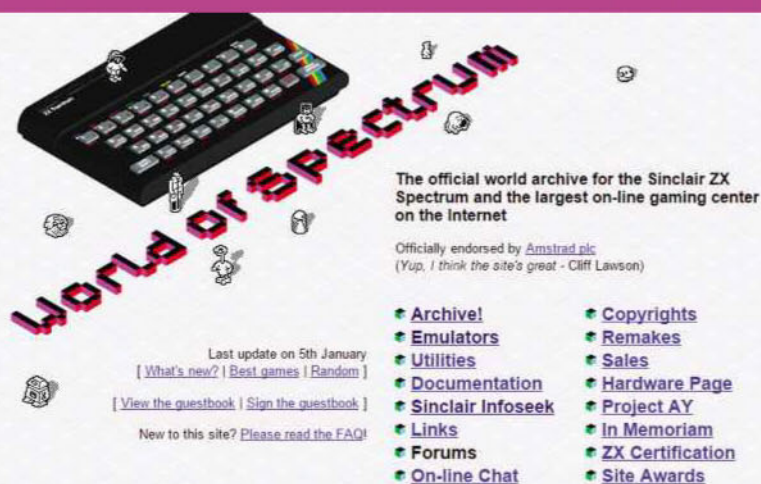 ZX Spectrum
world of spectrum
The official world archive for the Sinclair ZX
Spectrum and the largest on-line gaming center
on the Internet
Officially endorsed by Amstrad plc
(Yup, I think the site's great - Cliff Lawson)
Last update on 5th January
[ What's new? | Best games | Random ]
[ View the guestbook | Sign the guestbook ]
New to this site? Please read the FAQ!
Archive!
Emulators
Utilities
Documentation
Sinclair Infoseek
Links
Forums
On-line Chat
Copyrights
Remakes
Sales
Hardware Page
Project AY
In Memoriam
ZX Certification
Site Awards